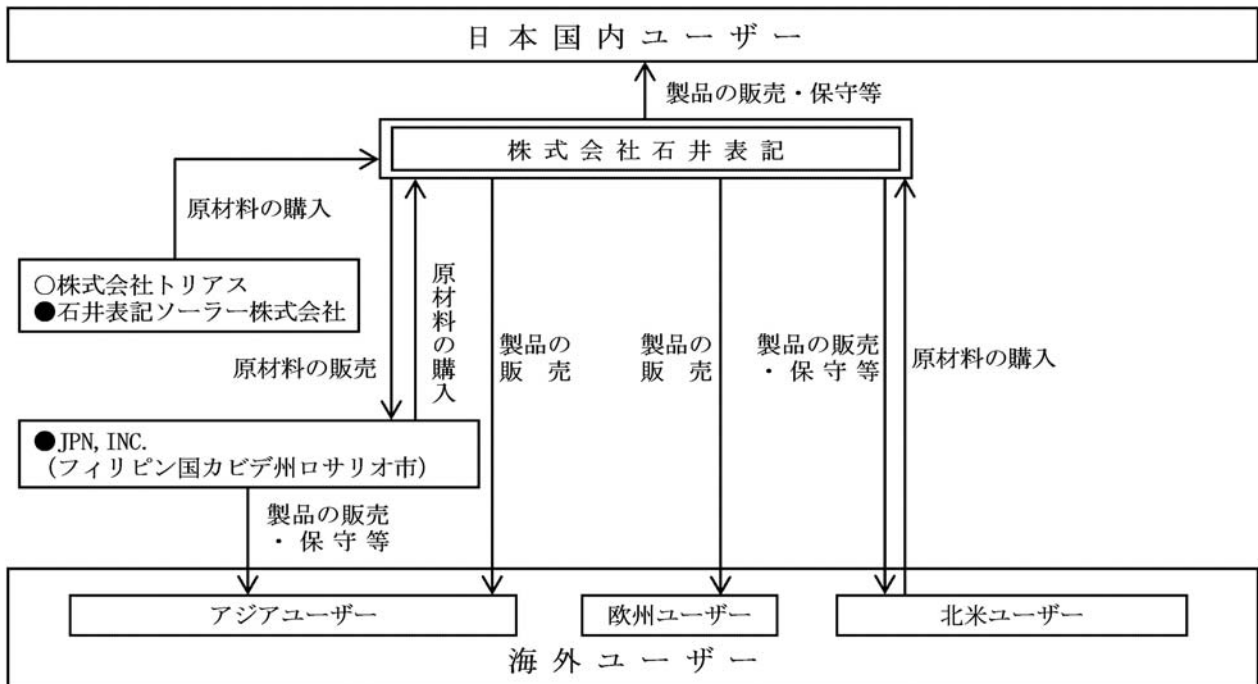 日本国内ユーザー
製品の販売・保守等
株式会社石井表記
原材料の購入
○株式会社トリアス
●石井表記ソーラー株式会社
原材料の販売
原材料の購入
製品の
販売
製品の
販売
製品の販売
・保守等
原材料の購入
●JPN, INC.
（フィリピン国カビデ州ロサリオ市）
製品の販売
・保守等
アジアユーザー
欧州ユーザー
北米ユーザー
海外ユーザー